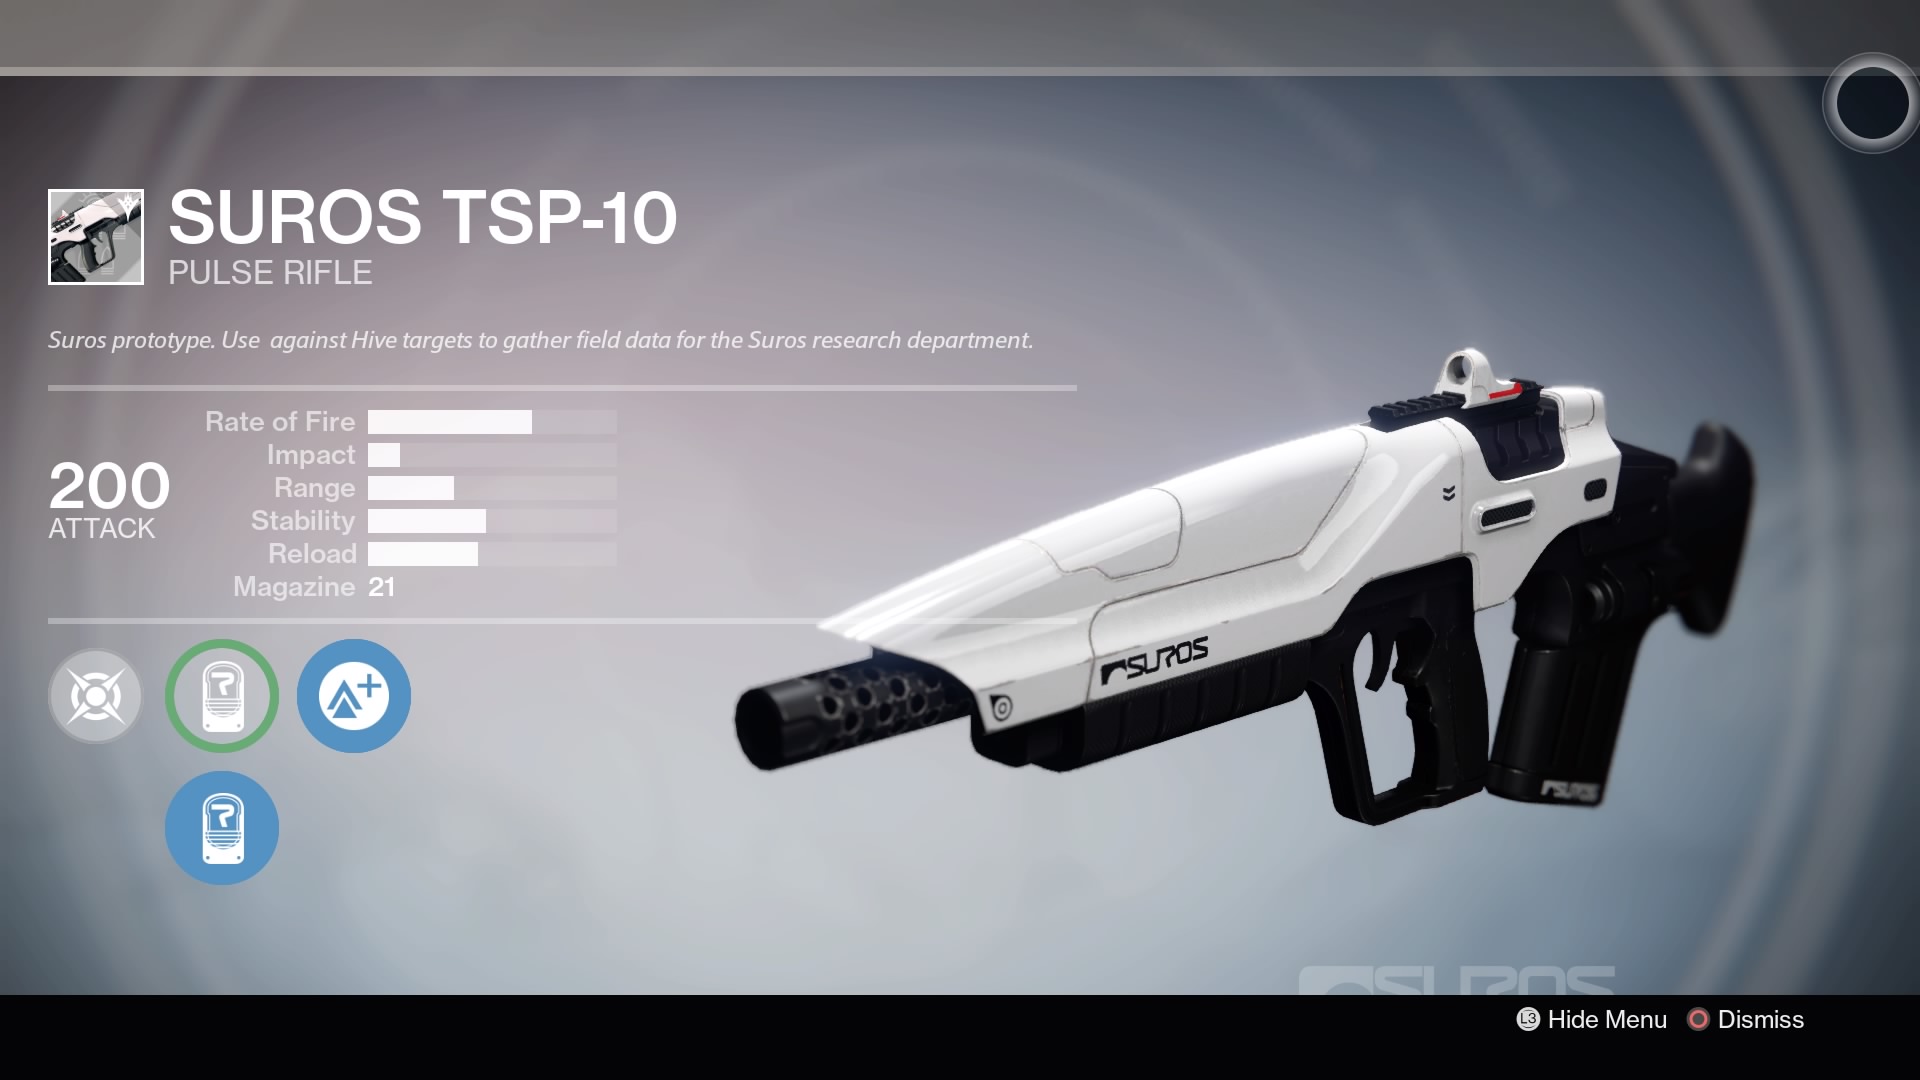 SUROS TSP-10
PULSE RIFLE
Suros prototype. Use  against Hive targets to gather field data for the Suros research department.
200
ATTACK
Rate of Fire
Impact
Range
Stability
Reload
Magazine 21
SUROS
SUROS
SUROS
L3 Hide Menu
Dismiss